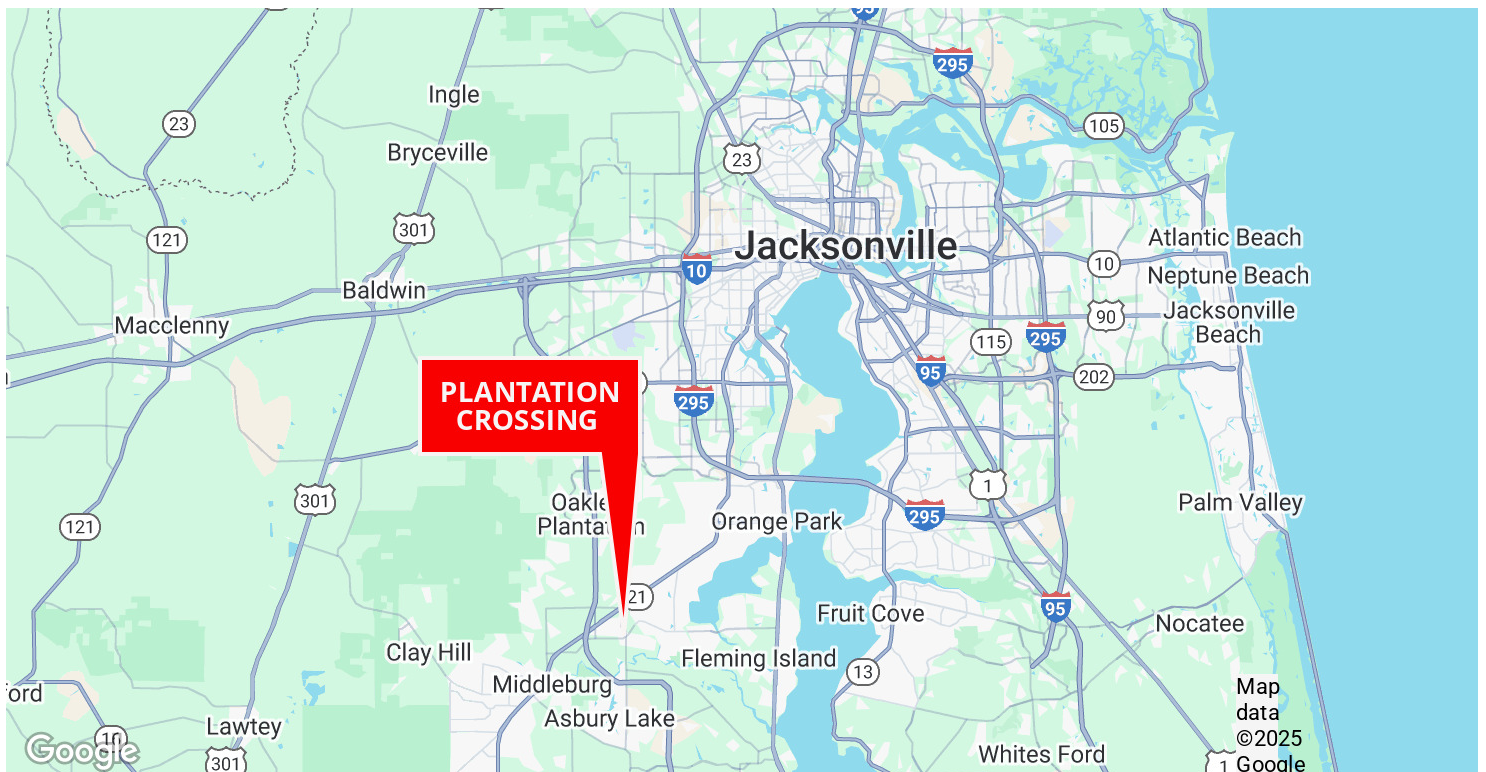 95
295
Ingle
23
105
Bryceville
23
301
121
Jacksonville
Atlantic Beach
10
10
Neptune Beach
Baldwin
Jacksonville
Beach
90
Macclenny
115
295
95
202
PLANTATION
CROSSING
295
301
1
Palm Valley
Orange Park
295
121
21
95
Fruit Cove
Nocatee
Clay Hill
Fleming Island
13
Middleburg
Asbury Lake
Lawtey
10
Google
301
Whites Ford
1
Map
data
©2025
Google